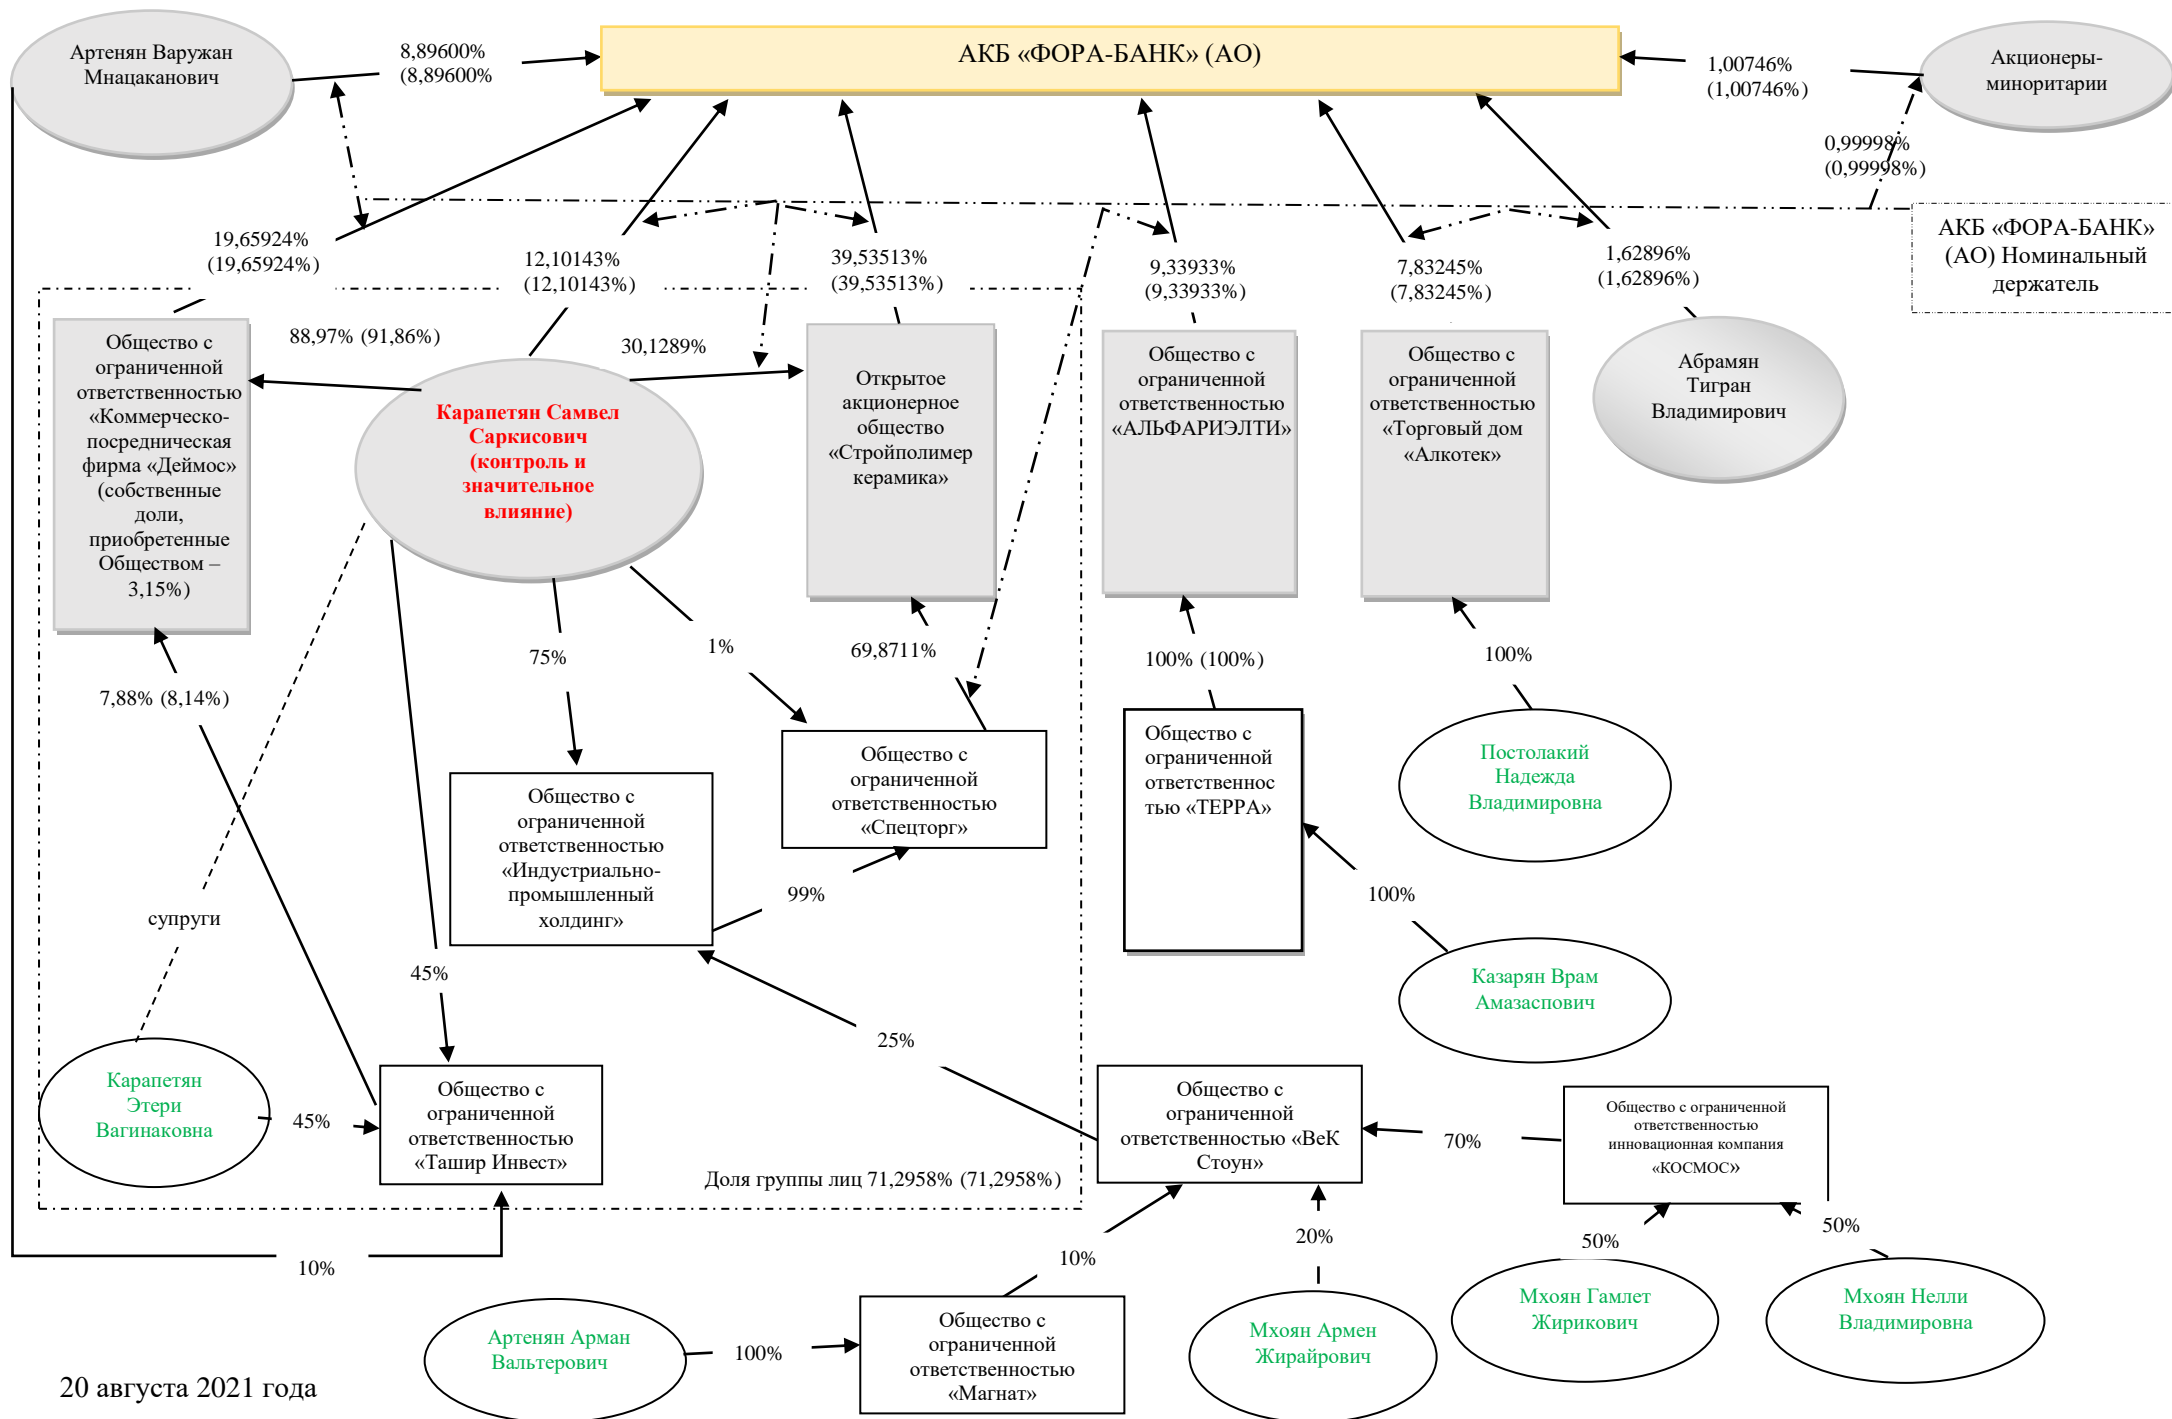 Артенян Варужан
Мнацаканович
8,89600%
(8,89600%
АКБ «ФОРА-БАНК» (АО)
1,00746%
(1,00746%)
Акционеры-
миноритарии
0,99998%
(0,99998%)
АКБ «ФОРА-БАНК»
(АО) Номинальный
держатель
19,65924%
(19,65924%)
12,10143%
(12,10143%)
39,53513%
(39,53513%)
9,33933%
(9,33933%)
7,83245%
(7,83245%)
1,62896%
(1,62896%)
Общество с
ограниченной
ответственностью
«Коммерческо-
посредническая
фирма «Деймос»
(собственные
доли,
приобретенные
Обществом –
3,15%)
88,97% (91,86%)
Карапетян Самвел
Саркисович
(контроль и
значительное
влияние)
30,1289%
Открытое
акционерное
общество
«Стройполимер
керамика»
Общество с
ограниченной
ответственностью
«АЛЬФАРИЭЛТИ»
Общество с
ограниченной
ответственностью
«Торговый дом
«Алкотек»
Абрамян
Тигран
Владимирович
7,88% (8,14%)
75%
1%
69,8711%
100% (100%)
100%
Общество с
ограниченной
ответственностью
«Индустриально-
промышленный
холдинг»
Общество с
ограниченной
ответственностью
«Спецторг»
Общество с
ограниченной
ответственнос
тью «ТЕРРА»
Постолакий
Надежда
Владимировна
99%
100%
супруги
45%
25%
Казарян Врам
Амазаспович
Карапетян
Этери
Вагинаковна
45%
Общество с
ограниченной
ответственностью
«Ташир Инвест»
Доля группы лиц 71,2958% (71,2958%)
Общество с
ограниченной
ответственностью «ВеК
Стоун»
70%
Общество с ограниченной
ответственностью
инновационная компания
«КОСМОС»
10%
10%
20%
50%
50%
Артенян Арман
Вальтерович
100%
Общество с
ограниченной
ответственностью
«Магнат»
Мхоян Армен
Жирайрович
Мхоян Гамлет
Жирикович
Мхоян Нелли
Владимировна
20 августа 2021 года